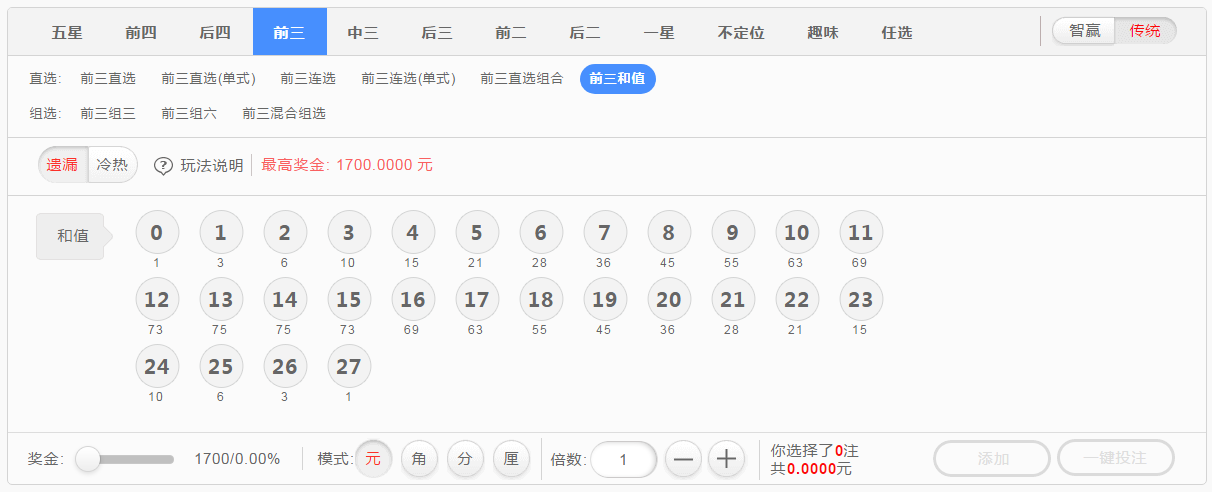 五星 前四 后四 前三 中三 后三 前二 后二 一星 不定位 趣味 任选 智赢 传统
直选: 前三直选 前三直选(单式) 前三连选 前三连选(单式) 前三直选组合 前三和值
组选: 前三组三 前三组六 前三混合组选
遗漏 冷热 ? 玩法说明 最高奖金: 1700.0000 元
和值 0 1 2 3 4 5 6 7 8 9 10 11
1 3 6 10 15 21 28 36 45 55 63 69
12 13 14 15 16 17 18 19 20 21 22 23
73 75 75 73 69 63 55 45 36 28 21 15
24 25 26 27
10 6 3 1
奖金: 1700/0.00% 模式: 元 角 分 厘 倍数: 1 — + 你选择了0注
共0.0000元 添加 一键投注